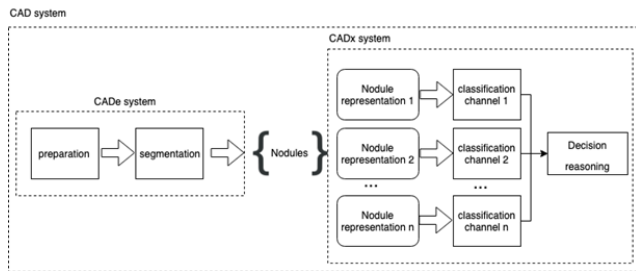 CAD system
CADx system
CADe system
preparation
segmentation
{ Nodules }
Nodule
representation 1
classification
channel 1
Nodule
representation 2
classification
channel 2
...
...
Nodule
representation n
classification
channel n
Decision
reasoning